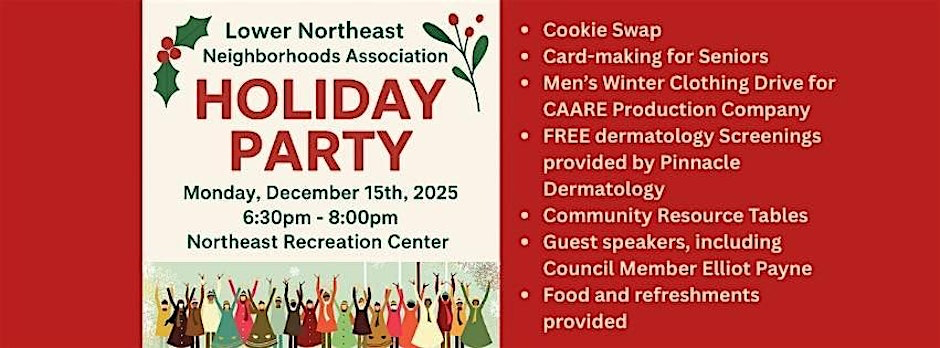 Lower Northeast
Neighborhoods Association
HOLIDAY
PARTY
Monday, December 15th, 2025
6:30pm - 8:00pm
Northeast Recreation Center
• Cookie Swap
• Card-making for Seniors
• Men's Winter Clothing Drive for
CAARE Production Company
• FREE dermatology Screenings
provided by Pinnacle
Dermatology
• Community Resource Tables
• Guest speakers, including
Council Member Elliot Payne
• Food and refreshments
provided